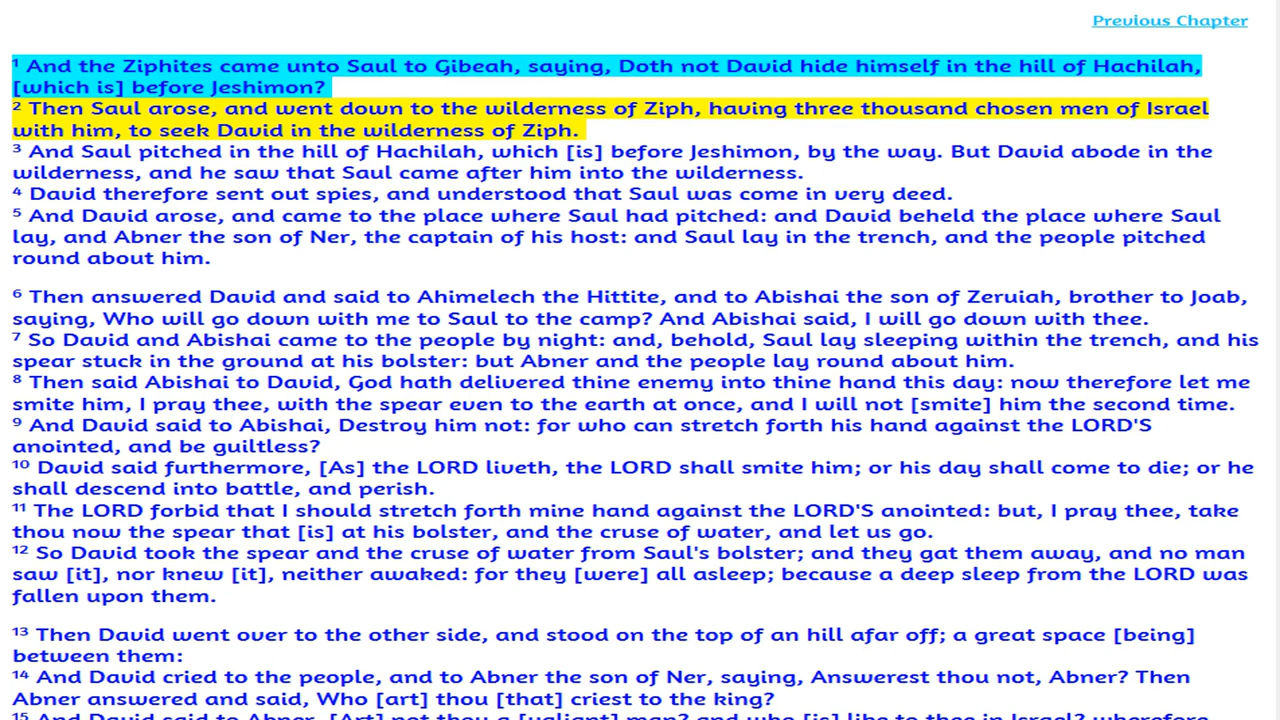 Previous Chapter
¹ And the Ziphites came unto Saul to Gibeah, saying, Doth not David hide himself in the hill of Hachilah,
[which is] before Jeshimon?
² Then Saul arose, and went down to the wilderness of Ziph, having three thousand chosen men of Israel
with him, to seek David in the wilderness of Ziph.
³ And Saul pitched in the hill of Hachilah, which [is] before Jeshimon, by the way. But David abode in the
wilderness, and he saw that Saul came after him into the wilderness.
⁴ David therefore sent out spies, and understood that Saul was come in very deed.
⁵ And David arose, and came to the place where Saul had pitched: and David beheld the place where Saul
lay, and Abner the son of Ner, the captain of his host: and Saul lay in the trench, and the people pitched
round about him.
⁶ Then answered David and said to Ahimelech the Hittite, and to Abishai the son of Zeruiah, brother to Joab,
saying, Who will go down with me to Saul to the camp? And Abishai said, I will go down with thee.
⁷ So David and Abishai came to the people by night: and, behold, Saul lay sleeping within the trench, and his
spear stuck in the ground at his bolster: but Abner and the people lay round about him.
⁸ Then said Abishai to David, God hath delivered thine enemy into thine hand this day: now therefore let me
smite him, I pray thee, with the spear even to the earth at once, and I will not [smite] him the second time.
⁹ And David said to Abishai, Destroy him not: for who can stretch forth his hand against the LORD'S
anointed, and be guiltless?
¹⁰ David said furthermore, [As] the LORD liveth, the LORD shall smite him; or his day shall come to die; or he
shall descend into battle, and perish.
¹¹ The LORD forbid that I should stretch forth mine hand against the LORD'S anointed: but, I pray thee, take
thou now the spear that [is] at his bolster, and the cruse of water, and let us go.
¹² So David took the spear and the cruse of water from Saul's bolster; and they gat them away, and no man
saw [it], nor knew [it], neither awaked: for they [were] all asleep; because a deep sleep from the LORD was
fallen upon them.
¹³ Then David went over to the other side, and stood on the top of an hill afar off; a great space [being]
between them:
¹⁴ And David cried to the people, and to Abner the son of Ner, saying, Answerest thou not, Abner? Then
Abner answered and said, Who [art] thou [that] criest to the king?
¹⁵ And David said to Abner, [Art] not thou a [valiant] man? and who [is] like to thee in Israel? wherefore